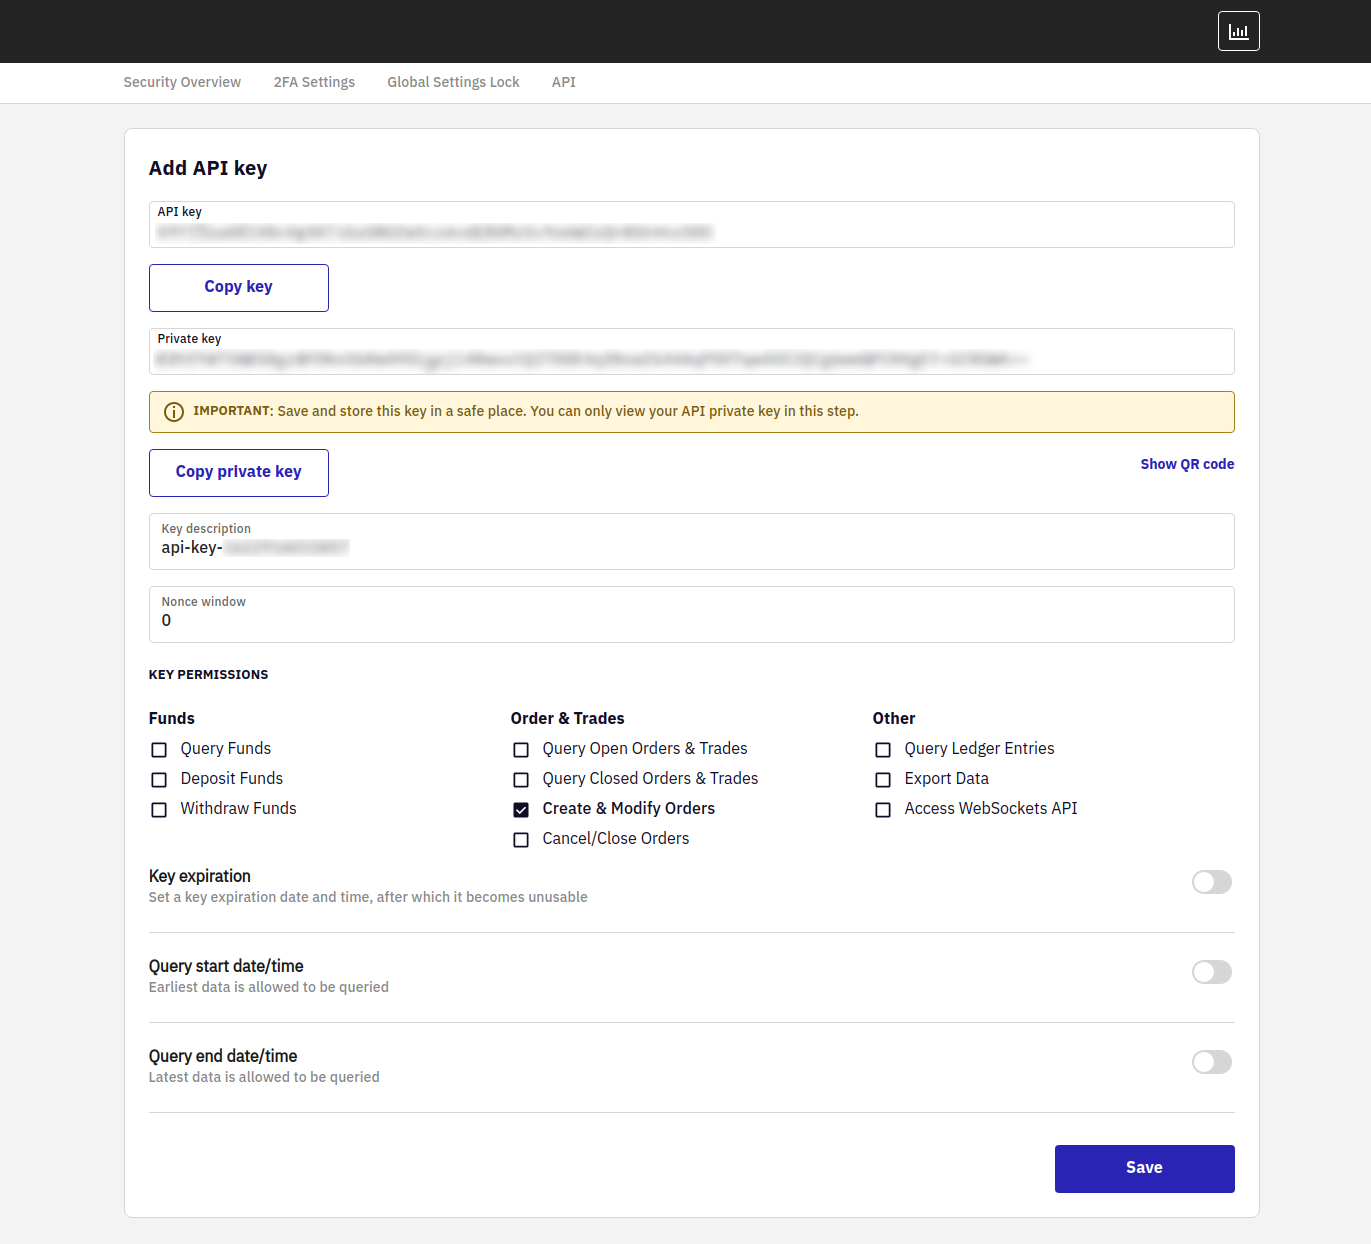 Security Overview 2FA Settings Global Settings Lock API
Add API key
API key
Copy key
Private key
IMPORTANT: Save and store this key in a safe place. You can only view your API private key in this step.
Copy private key
Show QR code
Key description
api-key-
Nonce window
0
KEY PERMISSIONS
Funds
Query Funds
Deposit Funds
Withdraw Funds
Order & Trades
Query Open Orders & Trades
Query Closed Orders & Trades
Create & Modify Orders
Cancel/Close Orders
Other
Query Ledger Entries
Export Data
Access WebSockets API
Key expiration
Set a key expiration date and time, after which it becomes unusable
Query start date/time
Earliest data is allowed to be queried
Query end date/time
Latest data is allowed to be queried
Save